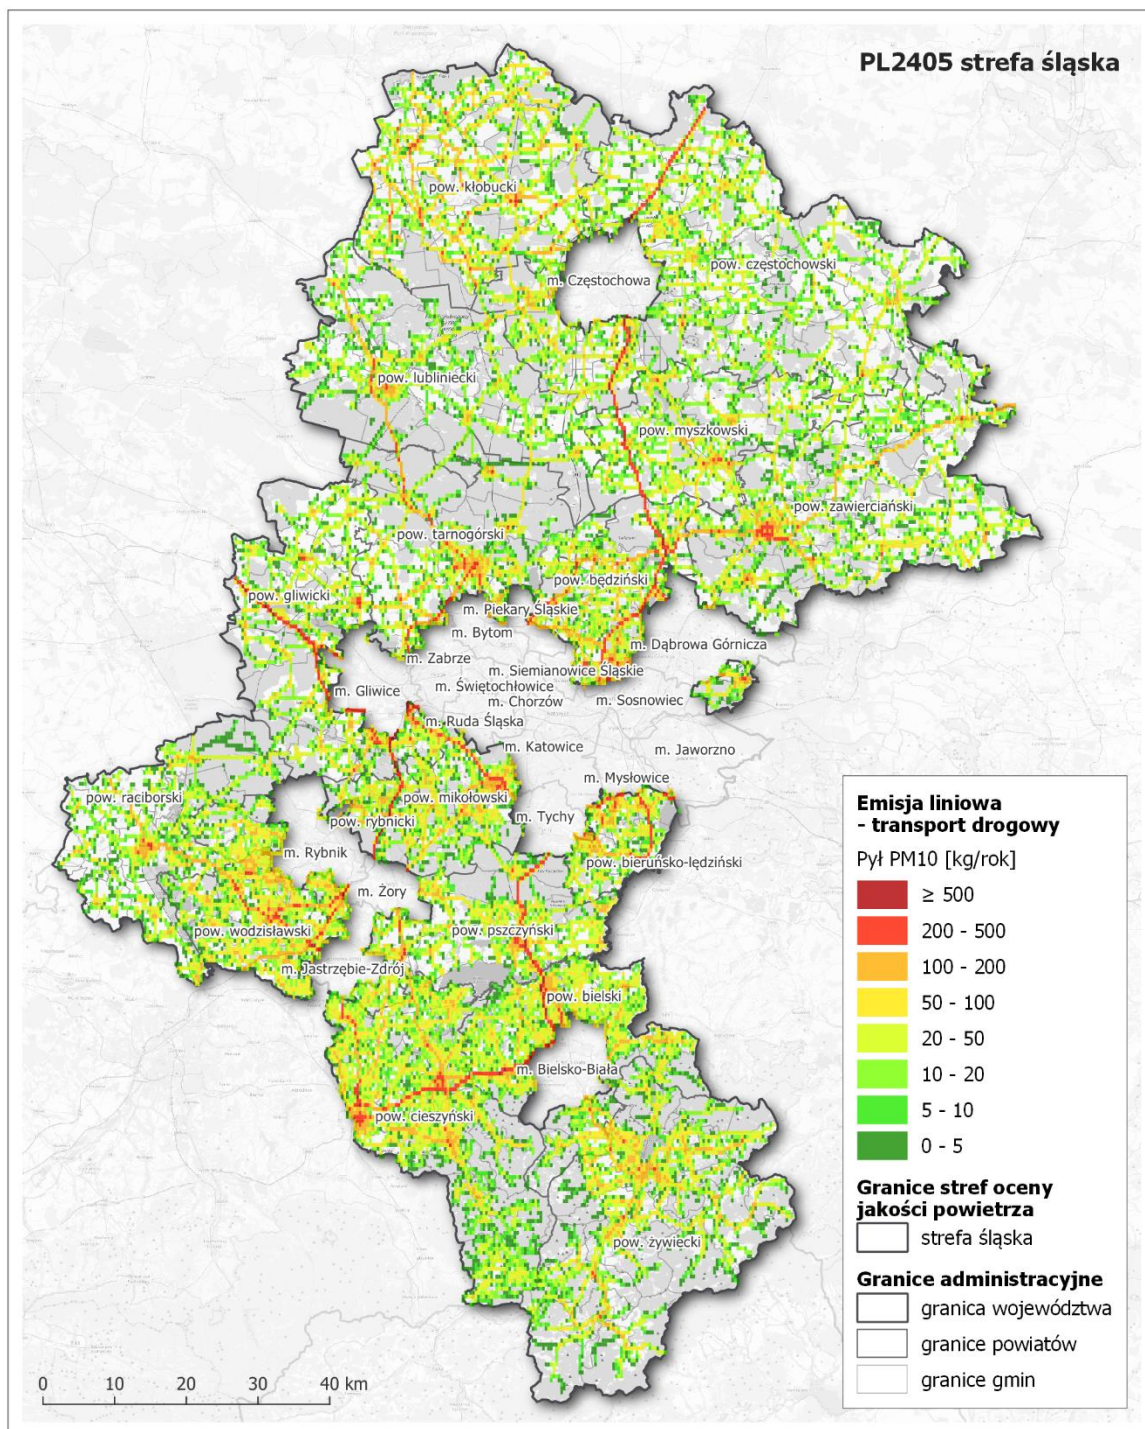 PL2405 strefa śląska
pow. kłobucki
pow. częstochowski
m. Częstochowa
pow. lubliniecki
pow. myszkowski
pow. zawierciański
pow. tarnogórski
pow. będziński
pow. gliwicki
m. Piekary Śląskie
m. Bytom
m. Dąbrowa Górnicza
m. Zabrze
m. Siemianowice Śląskie
m. Świętochłowice
m. Gliwice
m. Chorzów
m. Sosnowiec
m. Ruda Śląska
m. Katowice
m. Jaworzno
m. Mysłowice
pow. raciborski
pow. mikołowski
m. Tychy
pow. rybnicki
m. Rybnik
pow. bieruńsko-lędziński
m. Żory
pow. wodzisławski
pow. pszczyński
m. Jastrzębie-Zdrój
pow. bielski
m. Bielsko-Biała
pow. cieszyński
pow. żywiecki
Emisja liniowa
- transport drogowy
Pył PM10 [kg/rok]
≥ 500
200 - 500
100 - 200
50 - 100
20 - 50
10 - 20
5 - 10
0 - 5
Granice stref oceny
jakości powietrza
strefa śląska
Granice administracyjne
granica województwa
granice powiatów
granice gmin
0 10 20 30 40 km